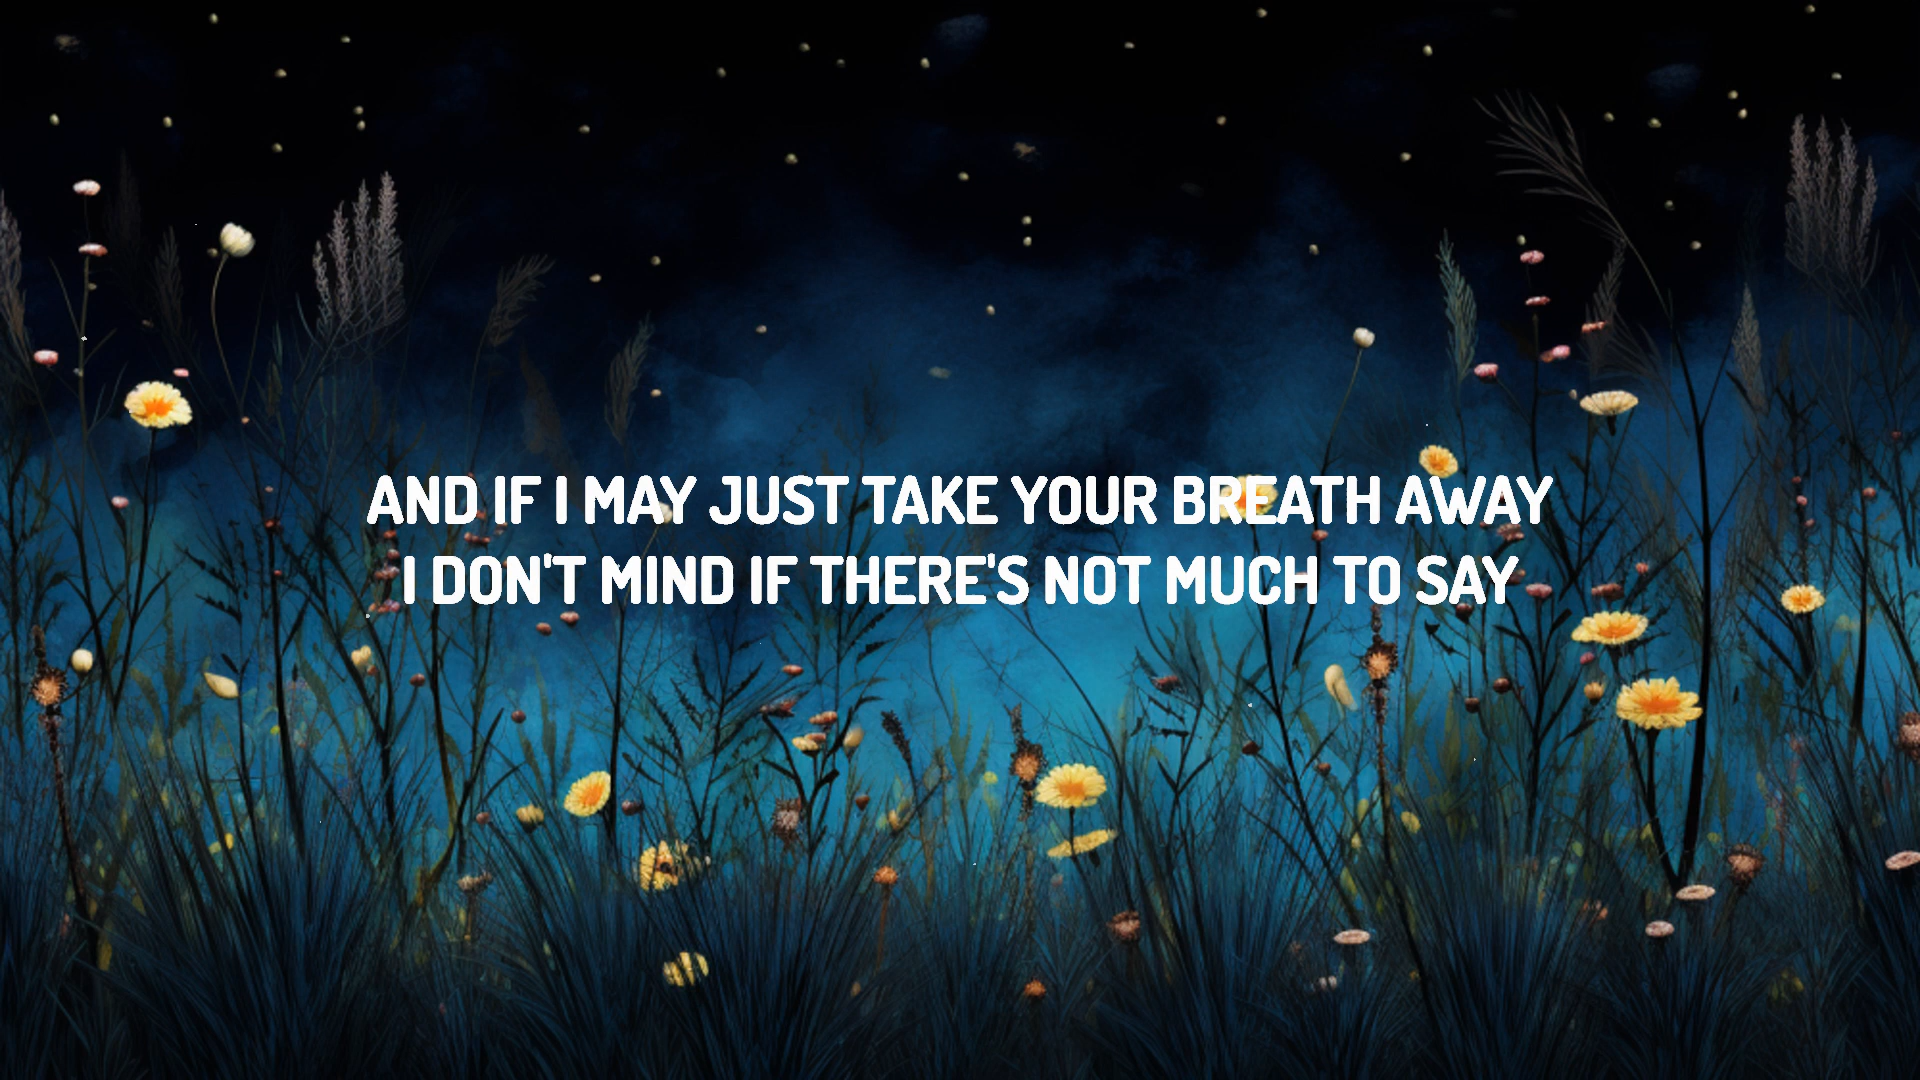 AND IF I MAY JUST TAKE YOUR BREATH AWAY
I DON'T MIND IF THERE'S NOT MUCH TO SAY